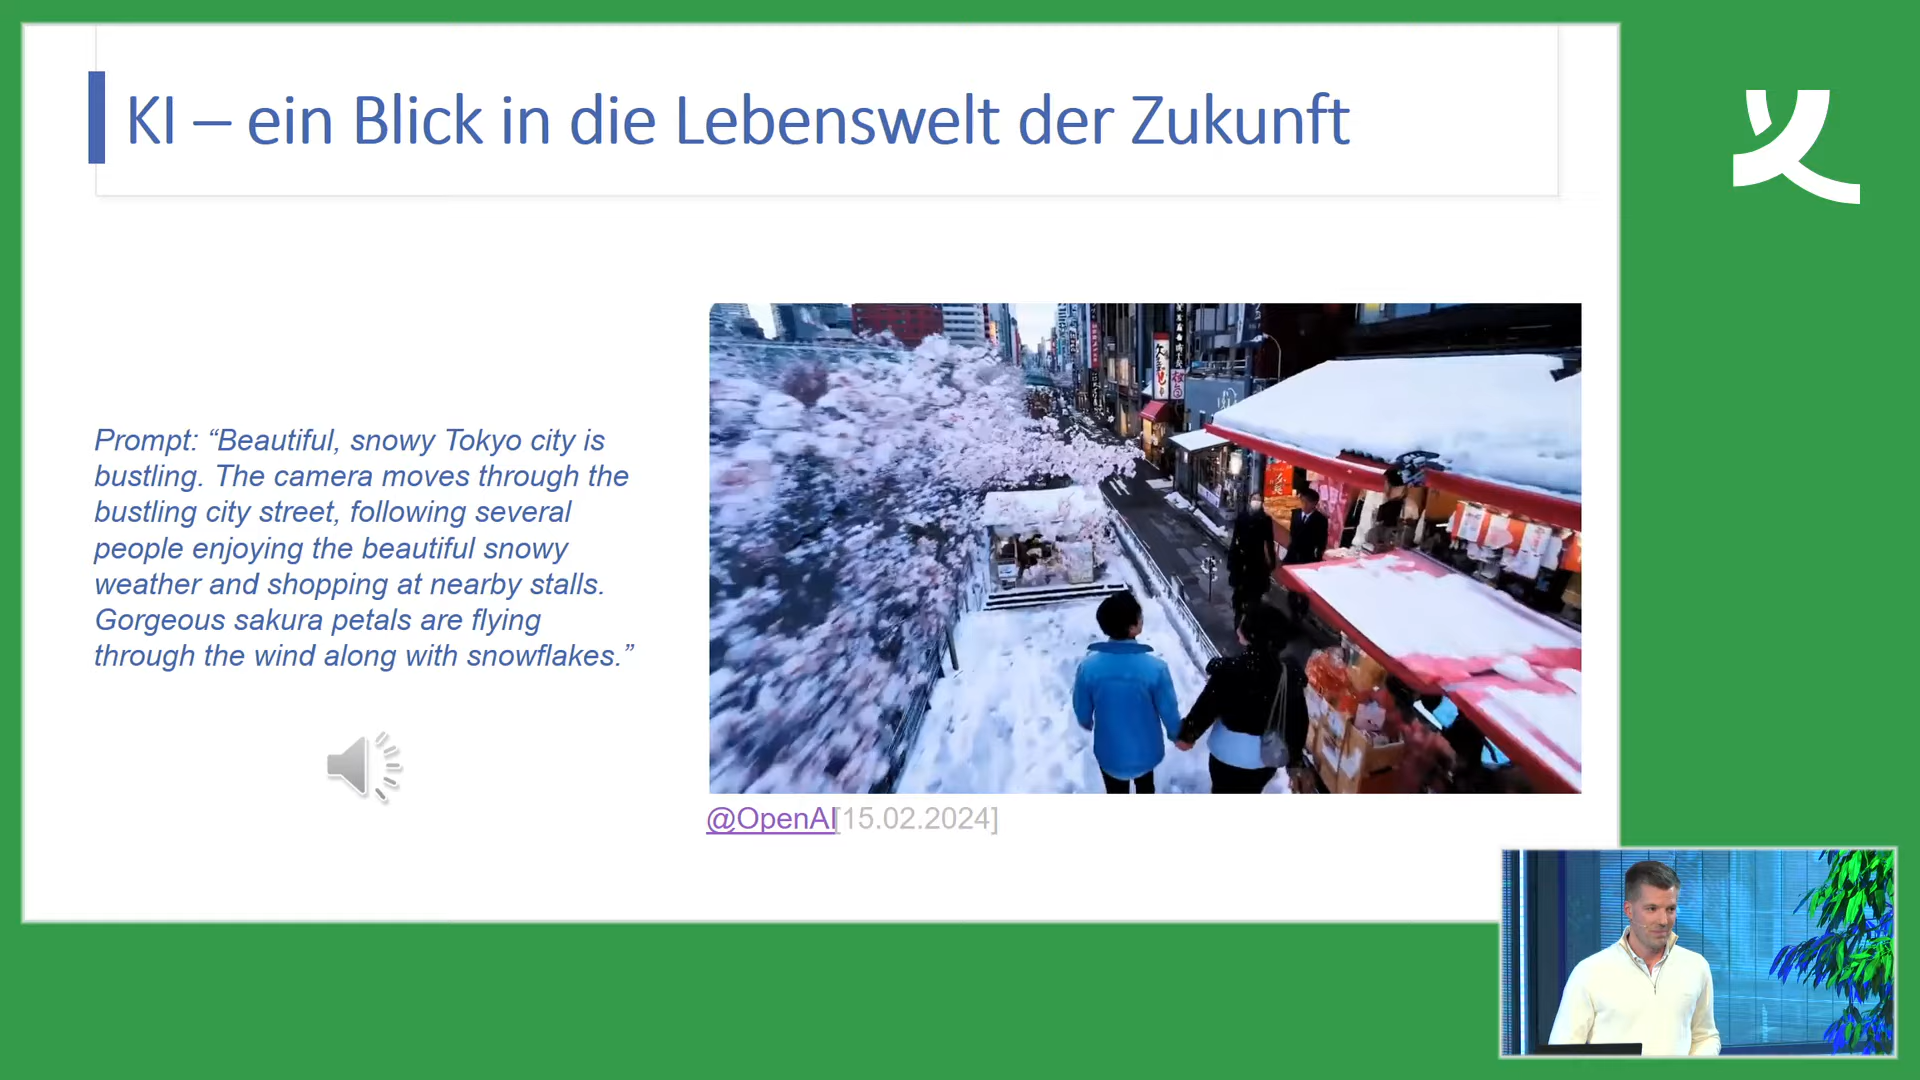 KI – ein Blick in die Lebenswelt der Zukunft
Prompt: “Beautiful, snowy Tokyo city is
bustling. The camera moves through the
bustling city street, following several
people enjoying the beautiful snowy
weather and shopping at nearby stalls.
Gorgeous sakura petals are flying
through the wind along with snowflakes.”
@OpenAI[15.02.2024]